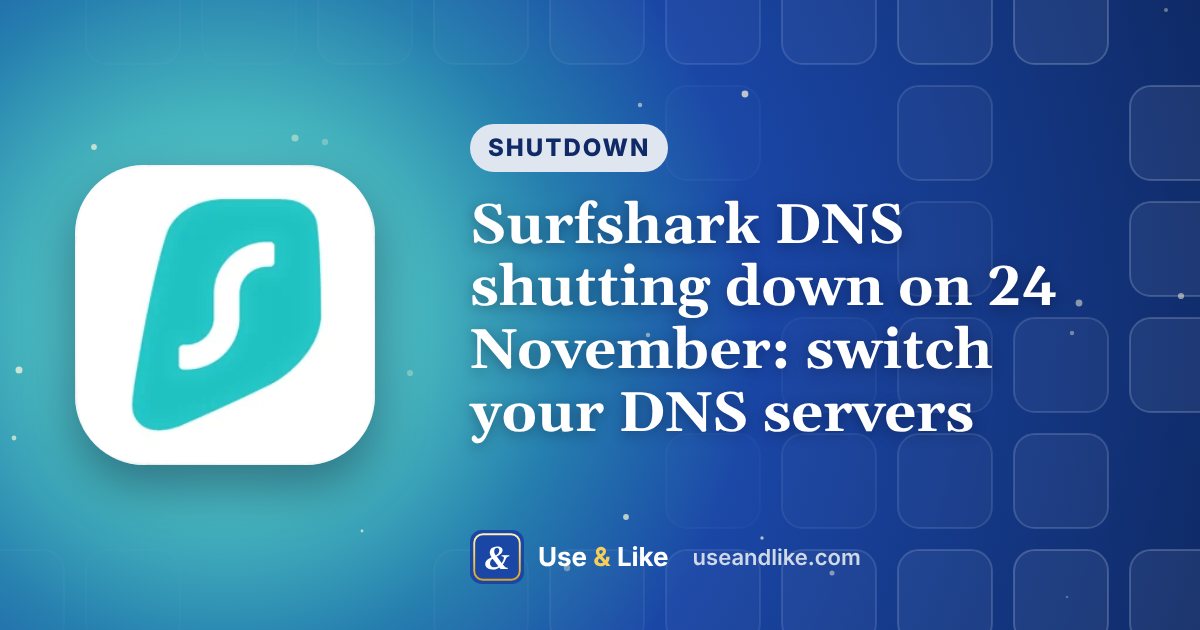 SHUTDOWN
Surfshark DNS
shutting down on 24
November: switch
your DNS servers
& Use & Like useandlike.com